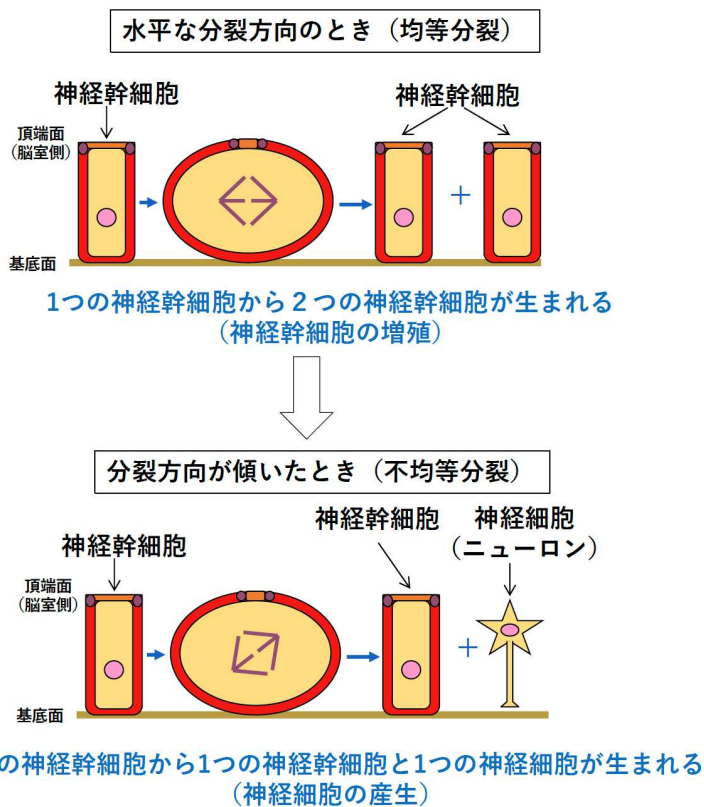 水平な分裂方向のとき（均等分裂）
神経幹細胞
神経幹細胞
頂端面
（脳室側）
+
基底面
1つの神経幹細胞から２つの神経幹細胞が生まれる
（神経幹細胞の増殖）
分裂方向が傾いたとき（不均等分裂）
神経幹細胞
神経幹細胞
神経細胞
（ニューロン）
頂端面
（脳室側）
+
基底面
の神経幹細胞から1つの神経幹細胞と1つの神経細胞が生まれる
（神経細胞の産生）